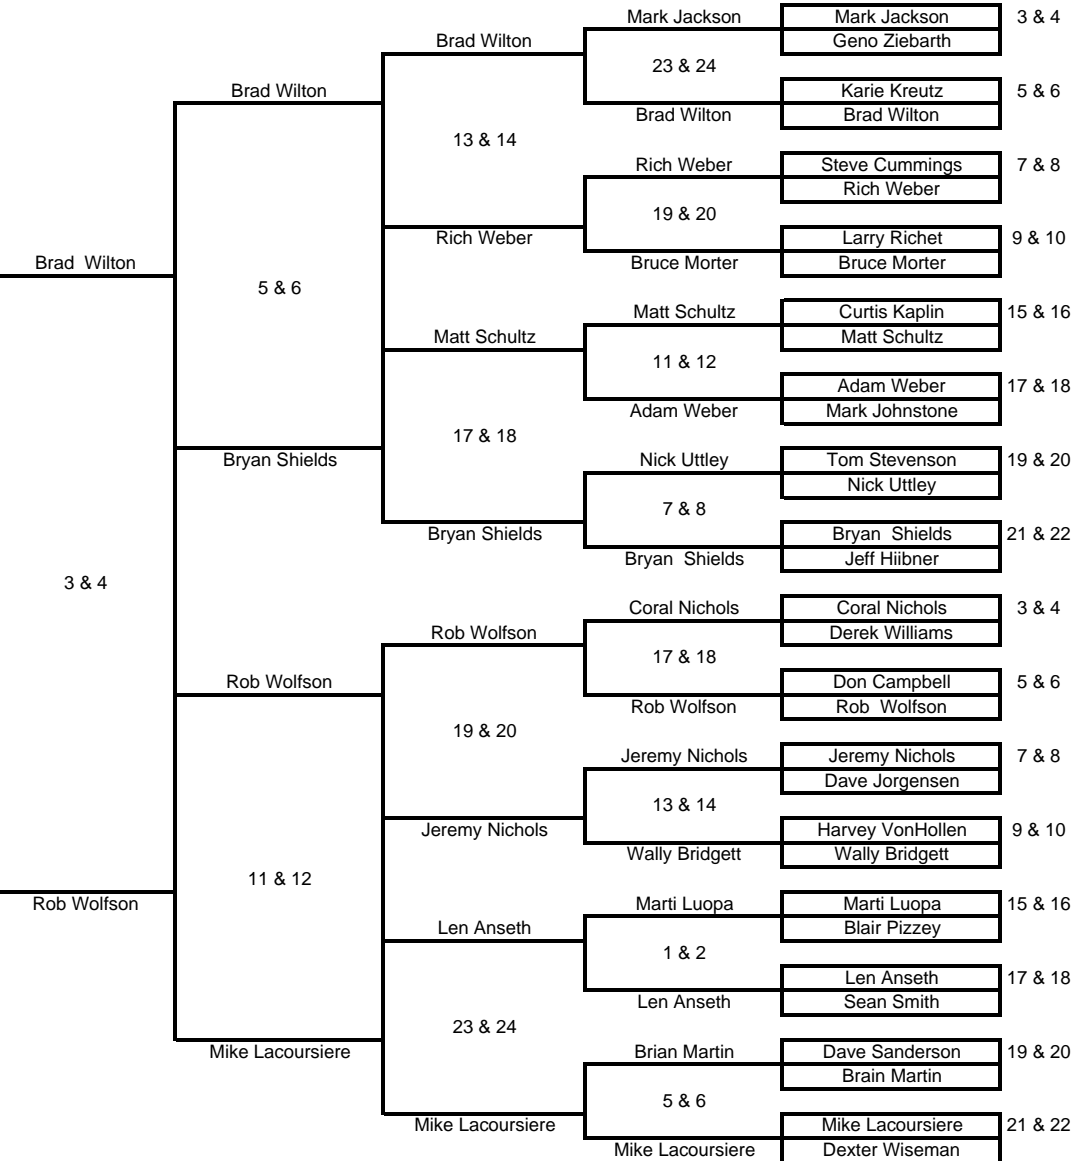 Mark Jackson Mark Jackson 3 & 4
Brad Wilton Geno Ziebarth
23 & 24
Brad Wilton Karie Kreutz 5 & 6
Brad Wilton Brad Wilton
13 & 14
Rich Weber Steve Cummings 7 & 8
Rich Weber
19 & 20
Rich Weber Larry Richet 9 & 10
Brad  Wilton Bruce Morter Bruce Morter
5 & 6
Matt Schultz Curtis Kaplin 15 & 16
Matt Schultz Matt Schultz
11 & 12
Adam Weber 17 & 18
Adam Weber Mark Johnstone
17 & 18
Bryan Shields Nick Uttley Tom Stevenson 19 & 20
Nick Uttley
7 & 8
Bryan Shields Bryan  Shields 21 & 22
Bryan  Shields Jeff Hiibner
3 & 4
Coral Nichols Coral Nichols 3 & 4
Rob Wolfson Derek Williams
17 & 18
Rob Wolfson Don Campbell 5 & 6
Rob Wolfson Rob  Wolfson
19 & 20
Jeremy Nichols Jeremy Nichols 7 & 8
Dave Jorgensen
13 & 14
Jeremy Nichols Harvey VonHollen 9 & 10
Wally Bridgett Wally Bridgett
11 & 12
Rob Wolfson Marti Luopa Marti Luopa 15 & 16
Len Anseth Blair Pizzey
1 & 2
Len Anseth 17 & 18
Len Anseth Sean Smith
23 & 24
Mike Lacoursiere Brian Martin Dave Sanderson 19 & 20
Brain Martin
5 & 6
Mike Lacoursiere Mike Lacoursiere 21 & 22
Mike Lacoursiere Dexter Wiseman